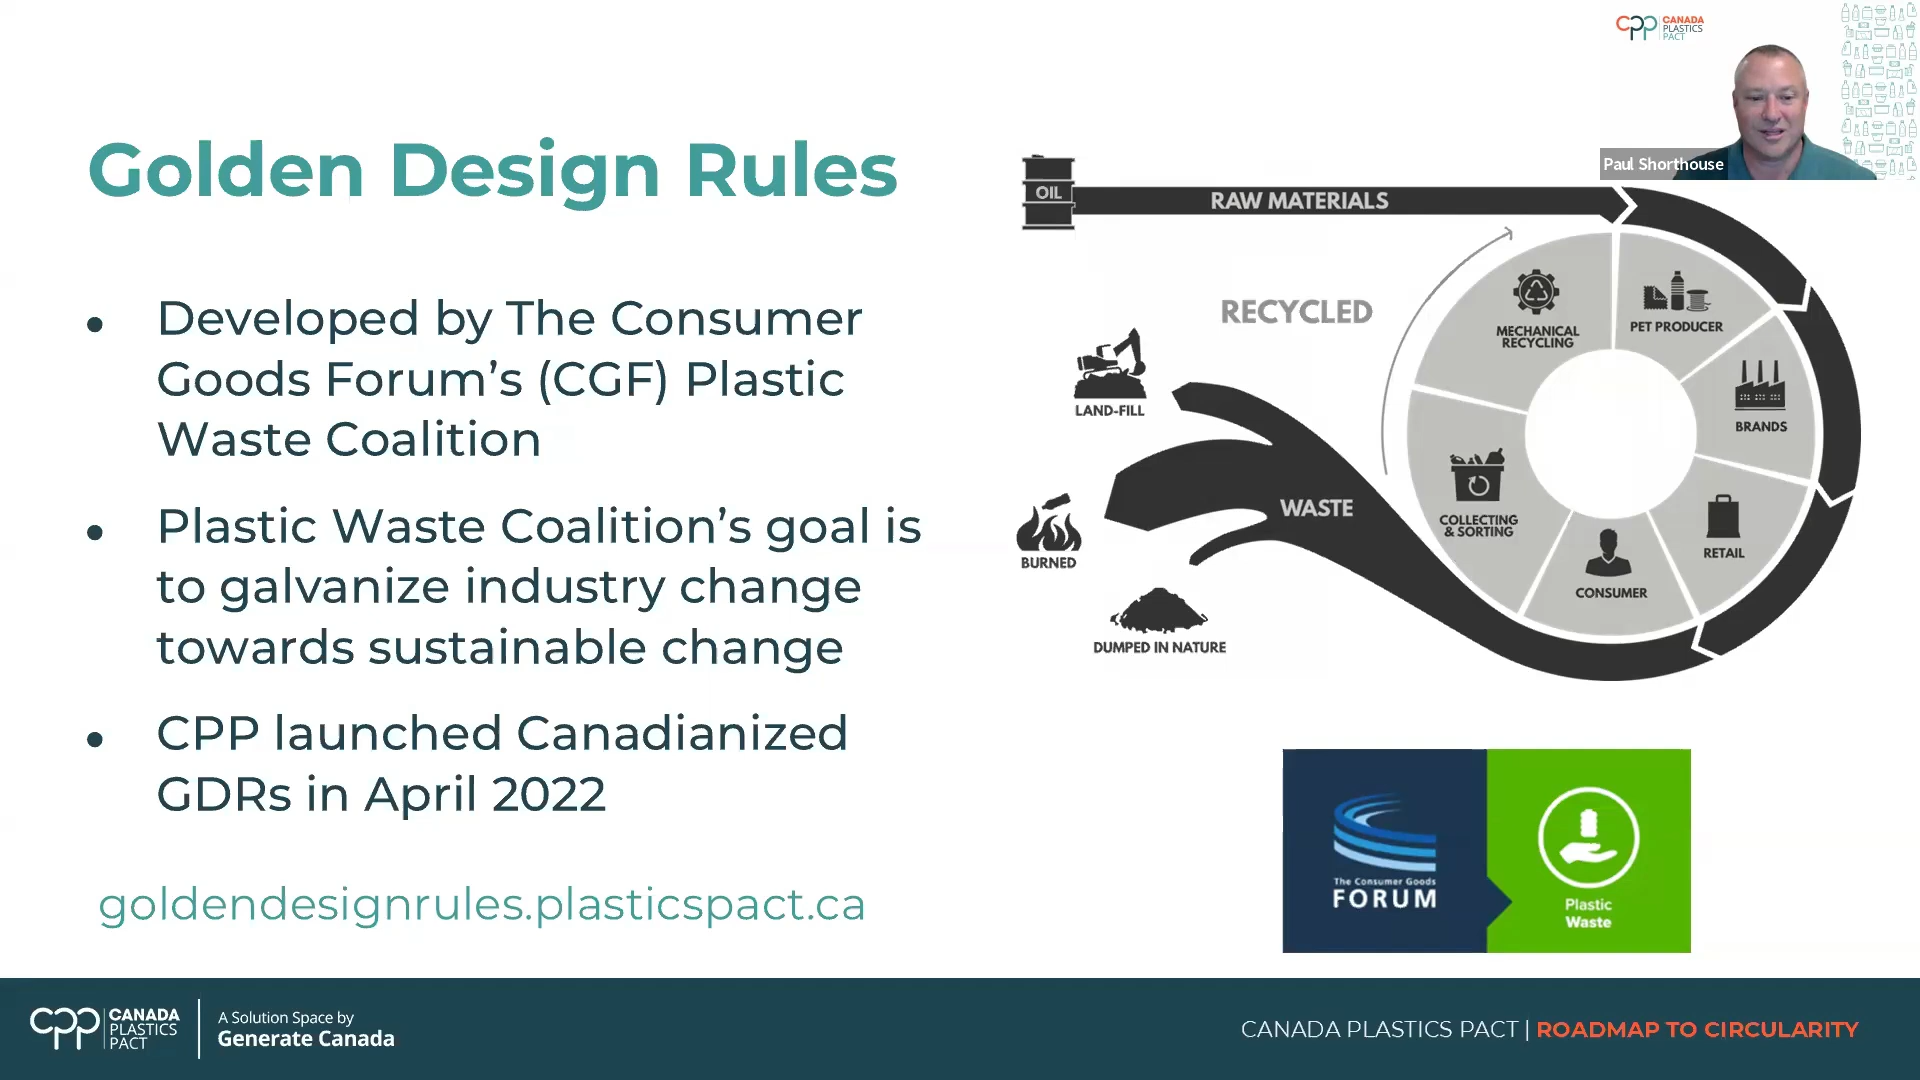 CPP CANADA
PLASTICS
PACT
Paul Shorthouse
Golden Design Rules
• Developed by The Consumer
Goods Forum’s (CGF) Plastic
Waste Coalition
• Plastic Waste Coalition’s goal is
to galvanize industry change
towards sustainable change
• CPP launched Canadianized
GDRs in April 2022
goldendesignrules.plasticspact.ca
OIL
RAW MATERIALS
RECYCLED
MECHANICAL
RECYCLING
PET PRODUCER
BRANDS
RETAIL
CONSUMER
COLLECTING
& SORTING
WASTE
LAND-FILL
BURNED
DUMPED IN NATURE
The Consumer Goods
FORUM
Plastic
Waste
CPP CANADA
PLASTICS
PACT
A Solution Space by
Generate Canada
CANADA PLASTICS PACT | ROADMAP TO CIRCULARITY